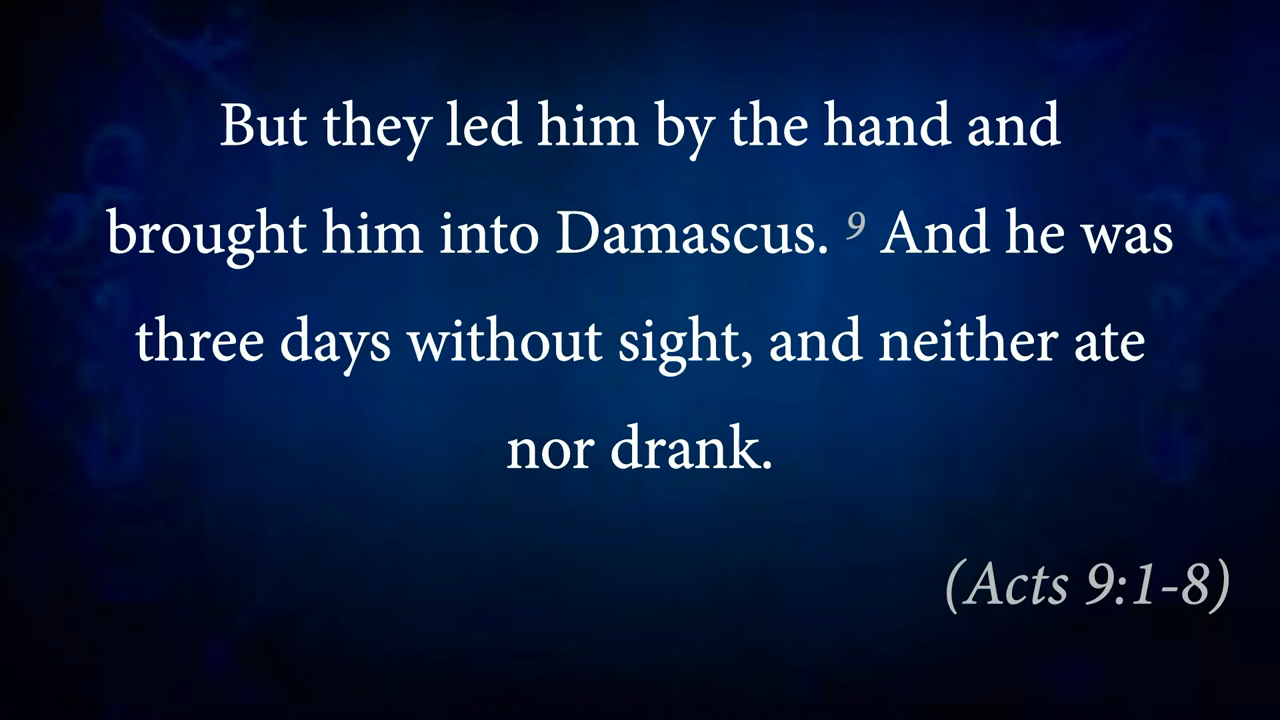 But they led him by the hand and
brought him into Damascus. 9 And he was
three days without sight, and neither ate
nor drank.
(Acts 9:1-8)